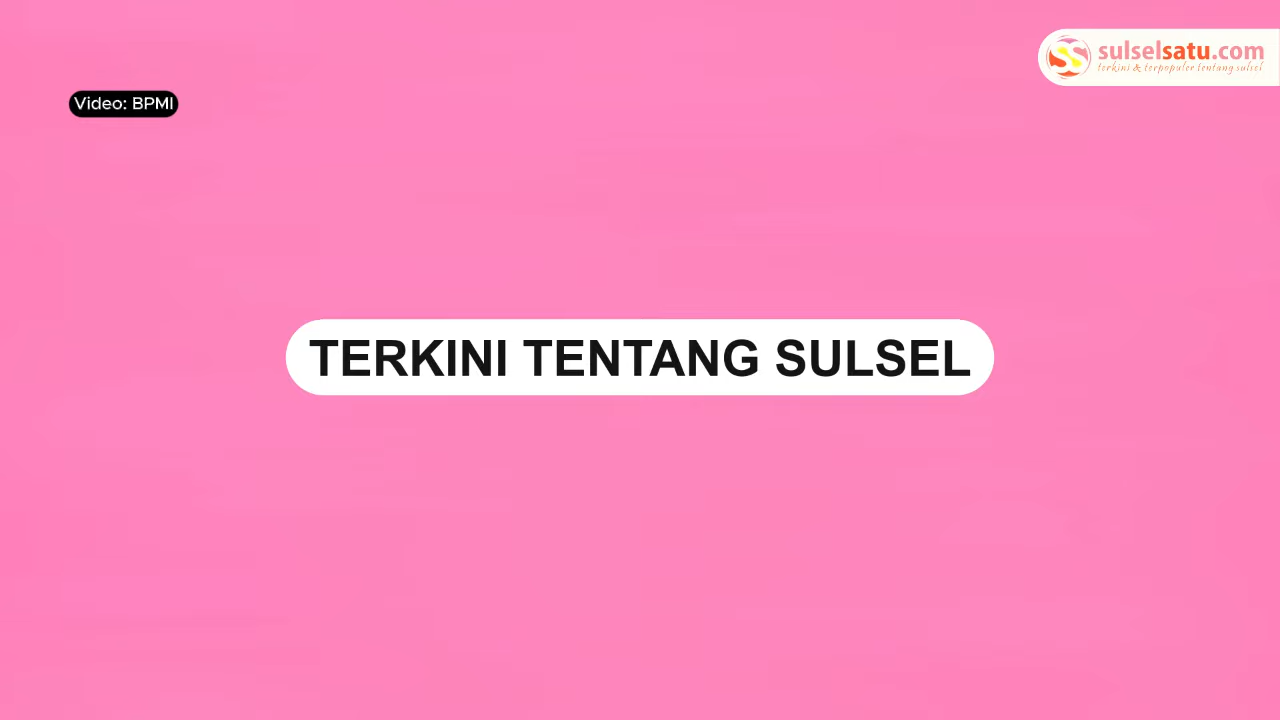 sulselsatu.com
terkini & terpopuler tentang sulsel
Video: BPMI
TERKINI TENTANG SULSEL